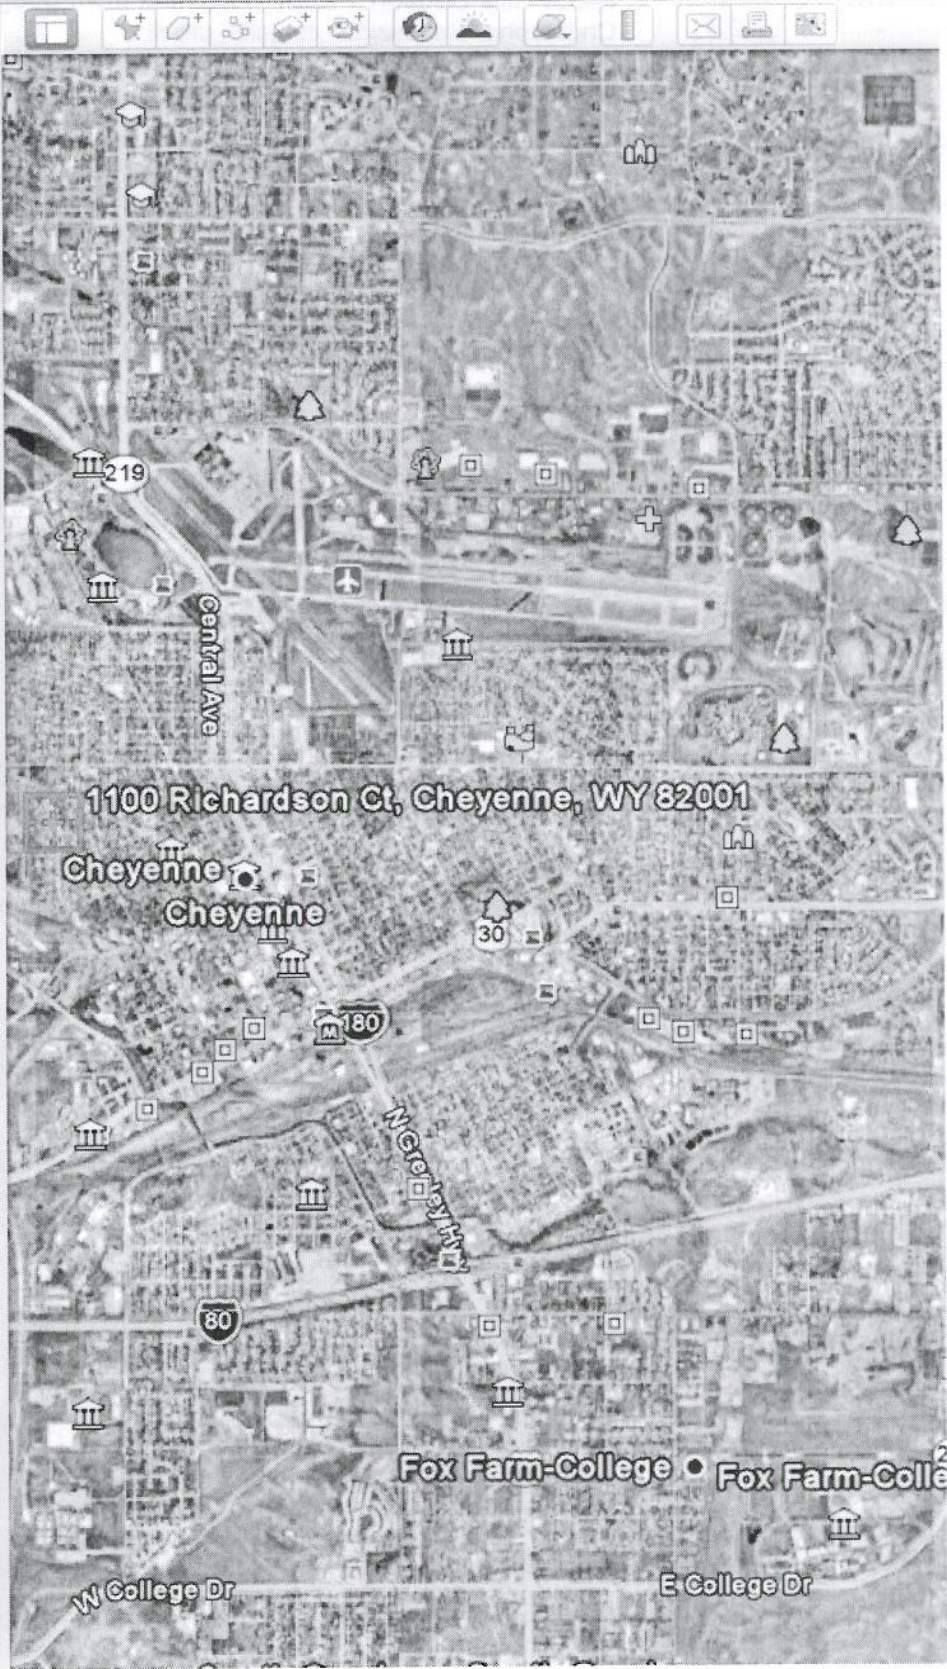 219
Central Ave
1100 Richardson Ct, Cheyenne, WY 82001
Cheyenne
Cheyenne
30
180
N Greeley Hwy
80
Fox Farm-College
Fox Farm-Colle
2
W College Dr
E College Dr